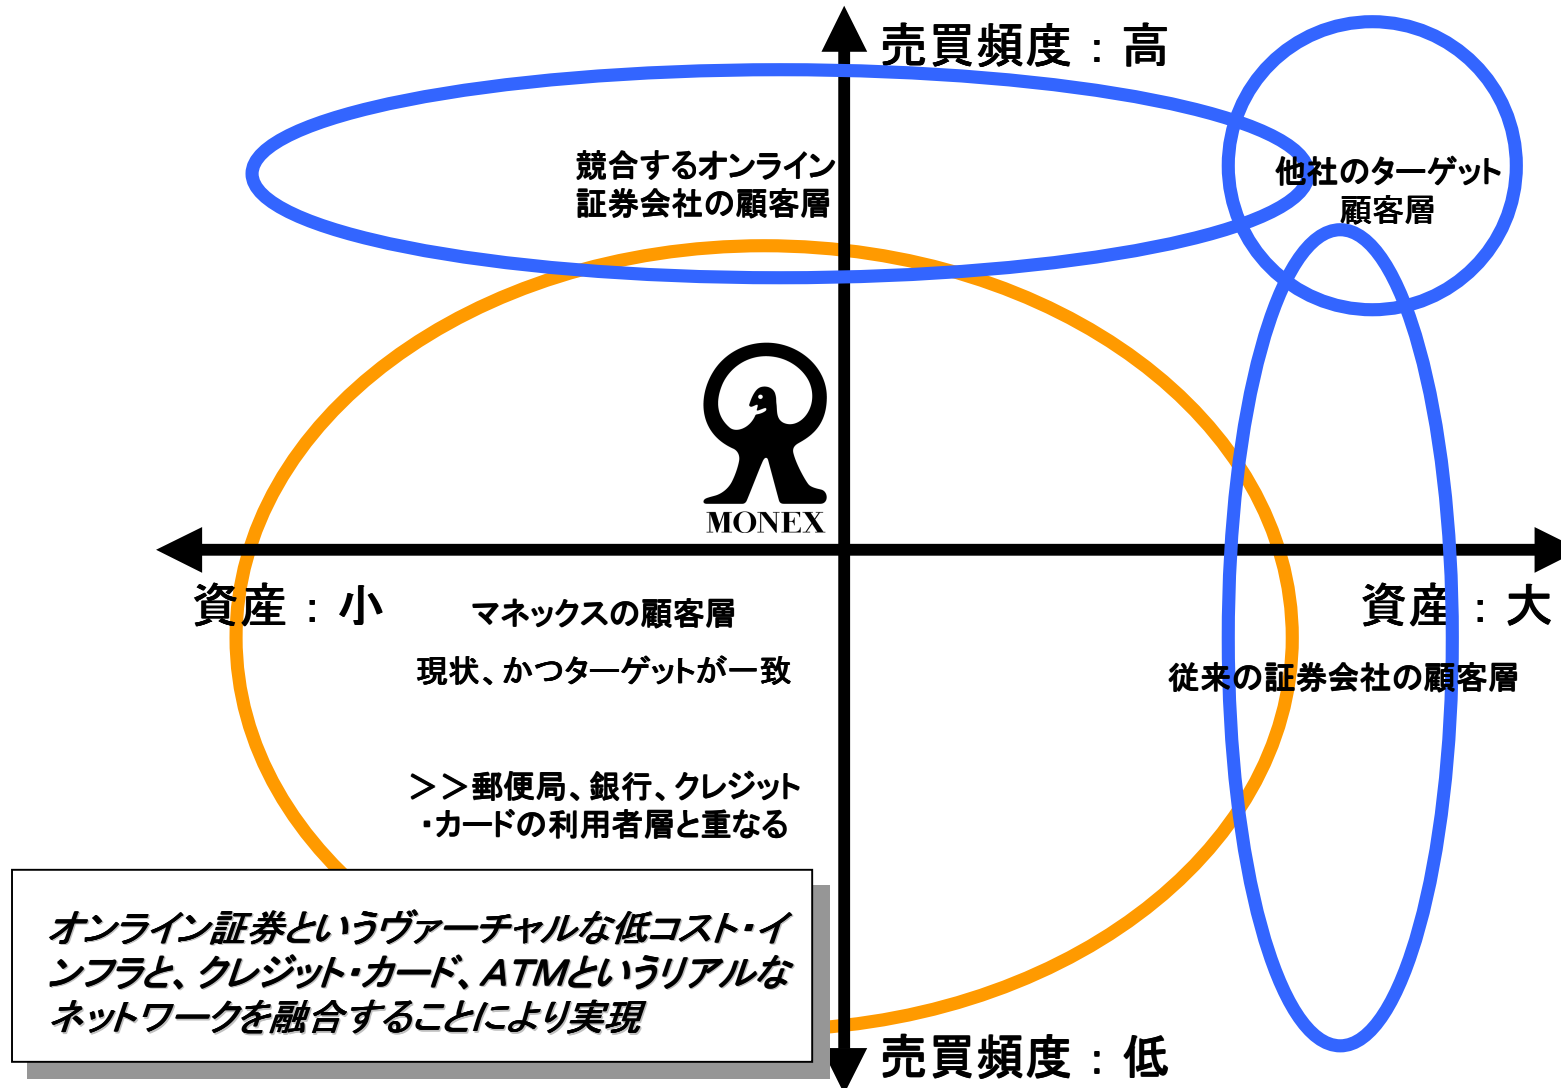 売買頻度：高
競合するオンライン
証券会社の顧客層
他社のターゲット
顧客層
MONEX
資産：小
資産：大
マネックスの顧客層
現状、かつターゲットが一致
従来の証券会社の顧客層
＞＞郵便局、銀行、クレジット
・カードの利用者層と重なる
オンライン証券というヴァーチャルな低コスト・イ
ンフラと、クレジット・カード、ATMというリアルな
ネットワークを融合することにより実現
売買頻度：低